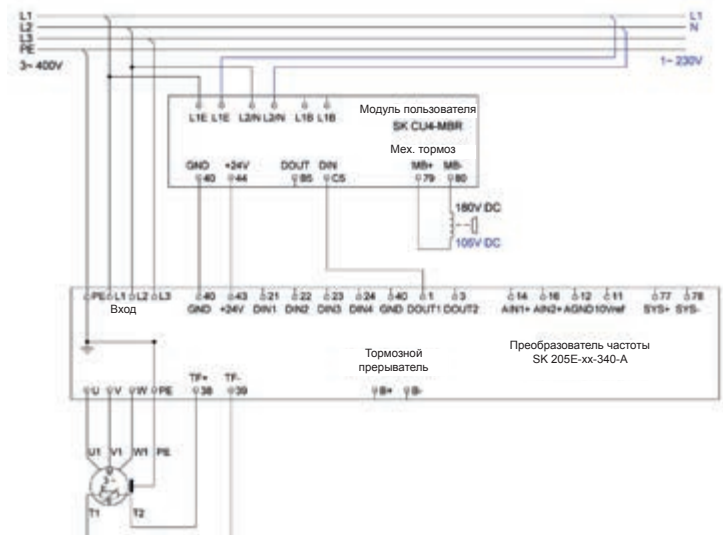 L1 L1
L2 N
L3
PE
3~ 400V 1~ 230V
Модуль пользователя
L1E L1E L2/N L2/N L1B L1B
SK CU4-MBR
Мех. тормоз
GND +24V DOUT DIN MB+ MB-
40 44 B5 C5 79 80
180V DC
105V DC
PE L1 L2 L3 40 43 21 22 23 24 40 1 3 14 16 12 11 77 78
Вход GND +24V DIN1 DIN2 DIN3 DIN4 GND DOUT1 DOUT2 AIN1+ AIN2+ AGND 10Vref SYS+ SYS-
Преобразователь частоты
SK 205E-xx-340-A
Тормозной
прерыватель
TF+ TF-
U V W PE 38 39 B+ B-
U1 V1 W1 PE
3~
T1 T2